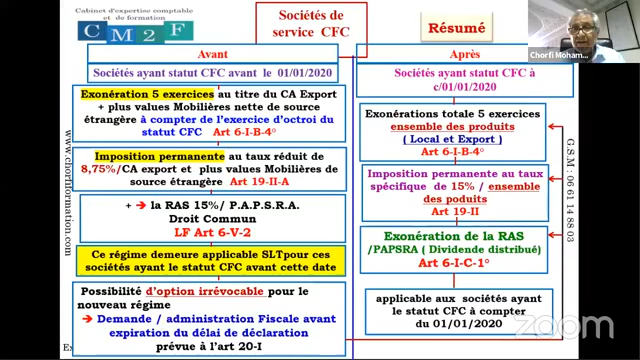 Cabinet d'expertise comptable
et de formation
CM2F
Sociétés de
service CFC
Résumé
Chorfi Moham...
Avant
Sociétés ayant statut CFC avant le 01/01/2020
Exonération 5 exercices au titre du CA Export
+ plus values Mobilières nette de source
étrangère à compter de l'exercice d'octroi du
statut CFC Art 6-I-B-4°
Imposition permanente au taux réduit de
8,75%/CA export et plus values Mobilières de
source étrangère Art 19-II-A
+ ➔ la RAS 15%/ P.A.P.S.R.A.
Droit Commun
LF Art 6-V-2
Ce régime demeure applicable SLTpour ces
sociétés ayant le statut CFC avant cette date
Possibilité d'option irrévocable pour le
nouveau régime
➔ Demande / administration Fiscale avant
expiration du délai de déclaration
prévue à l'art 20-I
Après
Sociétés ayant statut CFC à
c/01/01/2020
Exonérations totale 5 exercices
ensemble des produits
( Local et Export )
Art 6-I-B-4°
Imposition permanente au taux
spécifique de 15% / ensemble
des poduits
Art 19-II
Exonération de la RAS
/PAPSRA ( Dividende distribué)
Art 6-I-C-1°
applicable aux sociétés ayant
le statut CFC à compter
du 01/01/2020
www.chorfiformation.com
G.S.M : 06 61 14 88 03
zoom